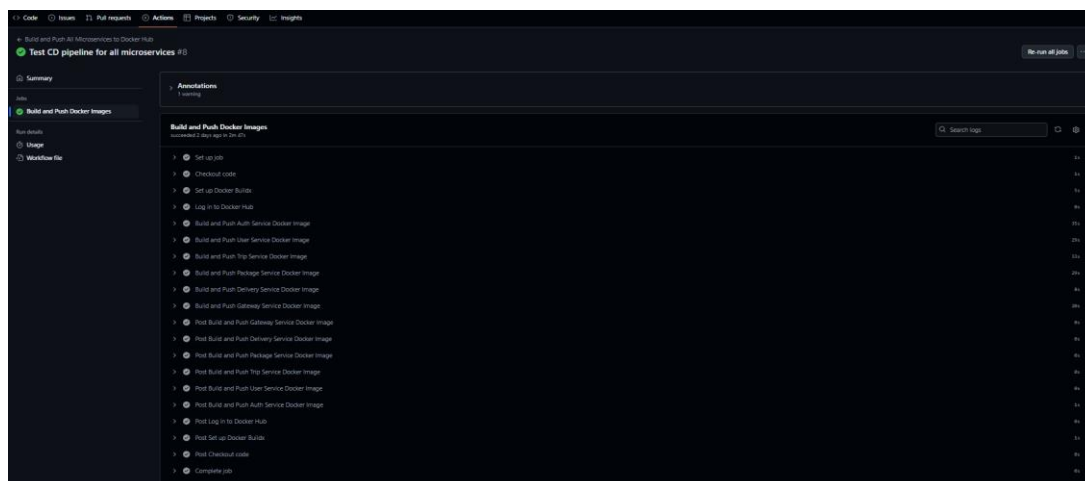 Code Issues Pull requests Actions Projects Security Insights
Build and Push All Microservices to Docker Hub
Test CD pipeline for all microservices #8
Re-run all jobs
Summary
Jobs
Build and Push Docker Images
Run details
Usage
Workflow file
Annotations
1 warning
Build and Push Docker Images
succeeded 2 days ago in
Search logs
Set up job
Checkout code
Set up Docker Buildx
Log in to Docker Hub
Build and Push Auth Service Docker Image
Build and Push User Service Docker Image
Build and Push Trip Service Docker Image
Build and Push Package Service Docker Image
Build and Push Delivery Service Docker Image
Build and Push Gateway Service Docker Image
Post Build and Push Gateway Service Docker Image
Post Build and Push Delivery Service Docker Image
Post Build and Push Package Service Docker Image
Post Build and Push Trip Service Docker Image
Post Build and Push User Service Docker Image
Post Build and Push Auth Service Docker Image
Post Log in to Docker Hub
Post Set up Docker Buildx
Post Checkout code
Complete job